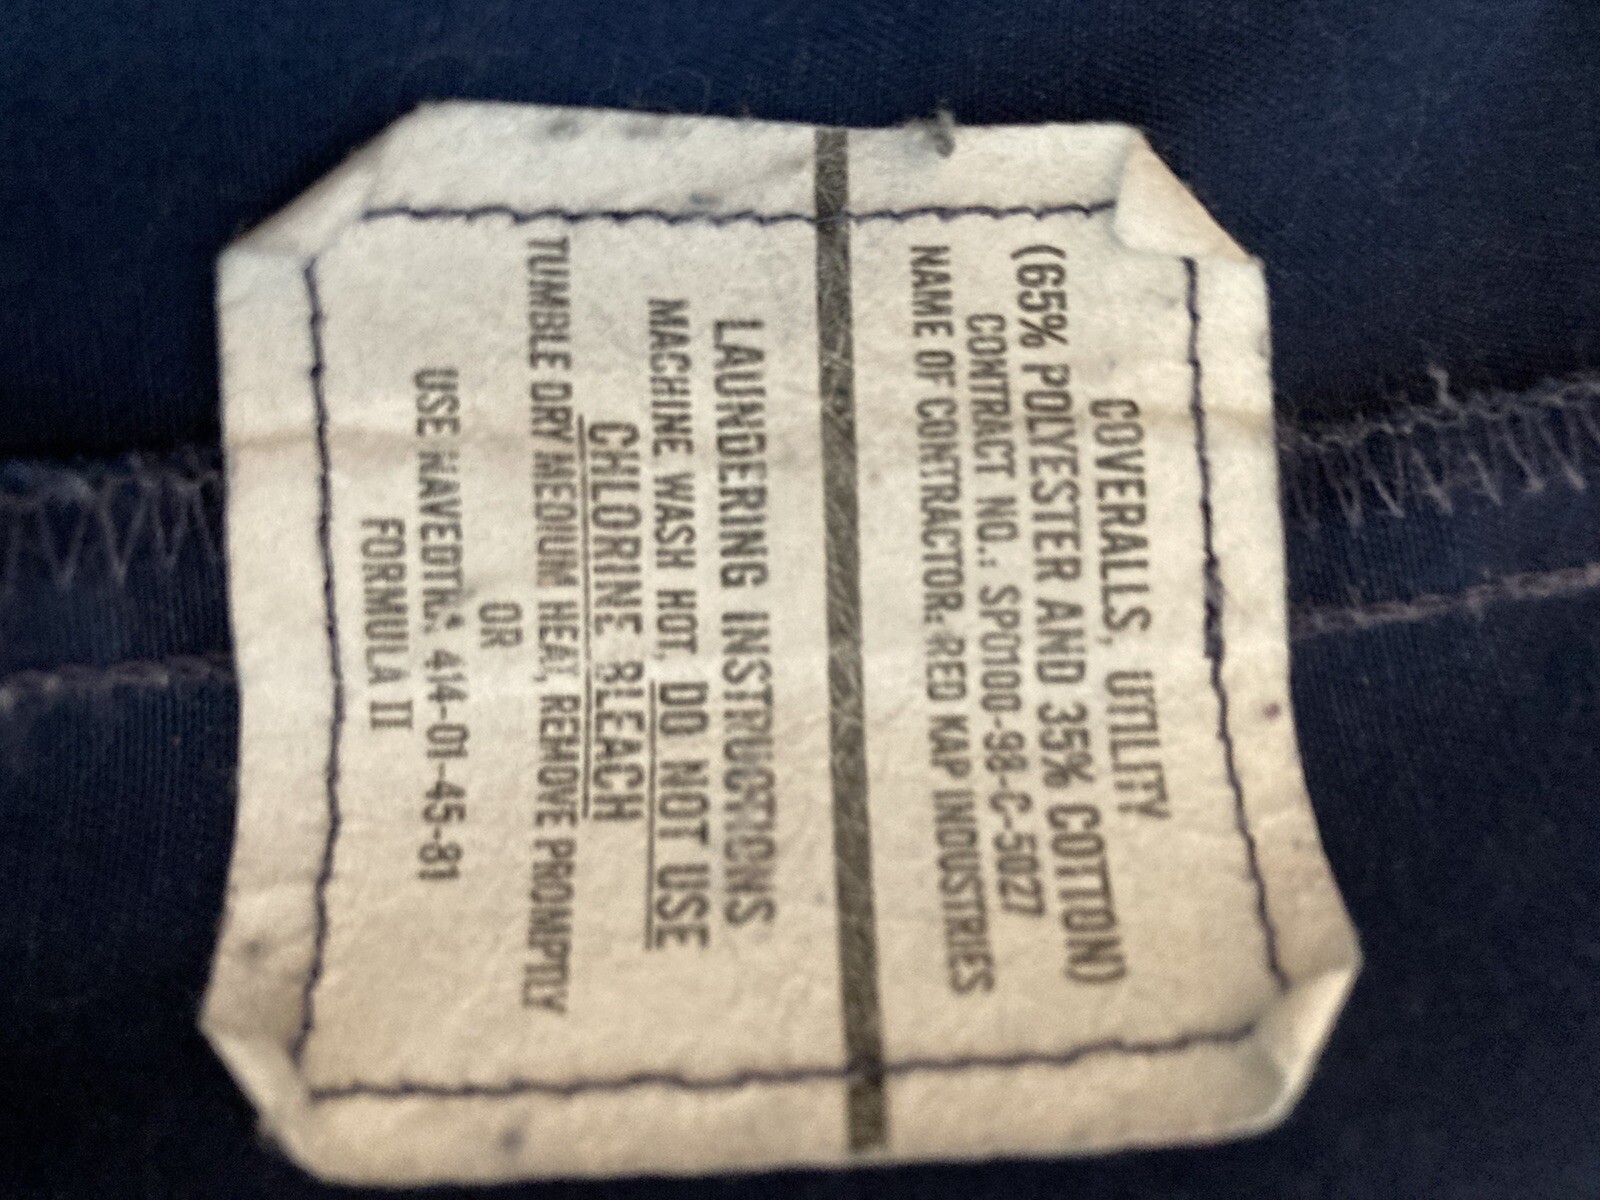 COVERALLS, UTILITY
(65% POLYESTER AND 35% COTTON)
CONTRACT NO.: SPO100-98-C-5027
NAME OF CONTRACTOR: RED KAP INDUSTRIES
LAUNDERING INSTRUCTIONS
MACHINE WASH HOT, DO NOT USE
CHLORINE BLEACH
TUMBLE DRY MEDIUM HEAT, REMOVE PROMPTLY
OR
USE NAVEDTRA 414-01-45-81
FORMULA II